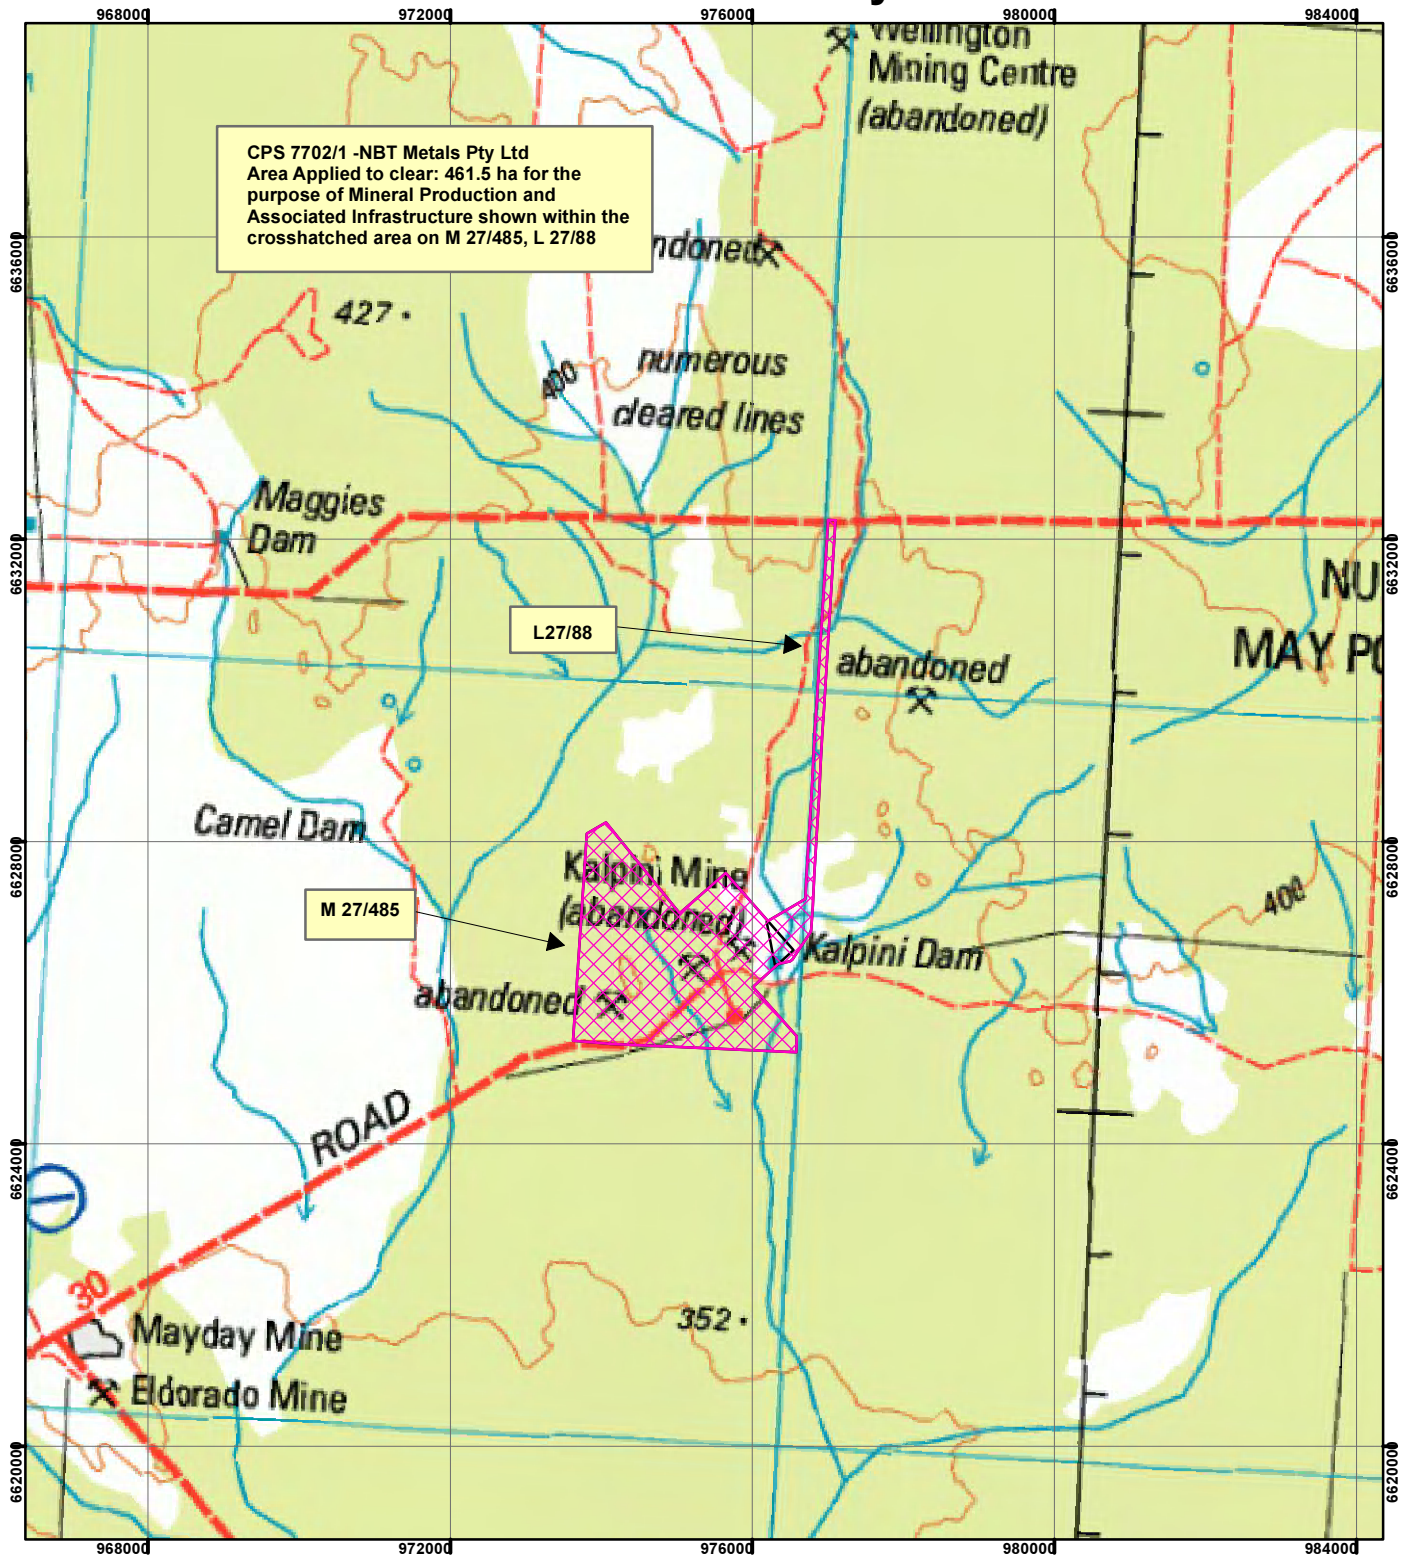 968000
972000
976000
980000
984000
Wellington
Mining Centre
(abandoned)
CPS 7702/1 -NBT Metals Pty Ltd
Area Applied to clear: 461.5 ha for the
purpose of Mineral Production and
Associated Infrastructure shown within the
crosshatched area on M 27/485, L 27/88
6636000
ndoned
6636000
427
numerous
400
cleared lines
Maggies
Dam
6632000
6632000
NU
L27/88
MAY PO
abandoned
Camel Dam
6628000
6628000
Kalpini Mine
(abandoned)
M 27/485
400
Kalpini Dam
abandoned
ROAD
6624000
6624000
30
352
Mayday Mine
Eldorado Mine
6620000
6620000
968000
972000
976000
980000
984000